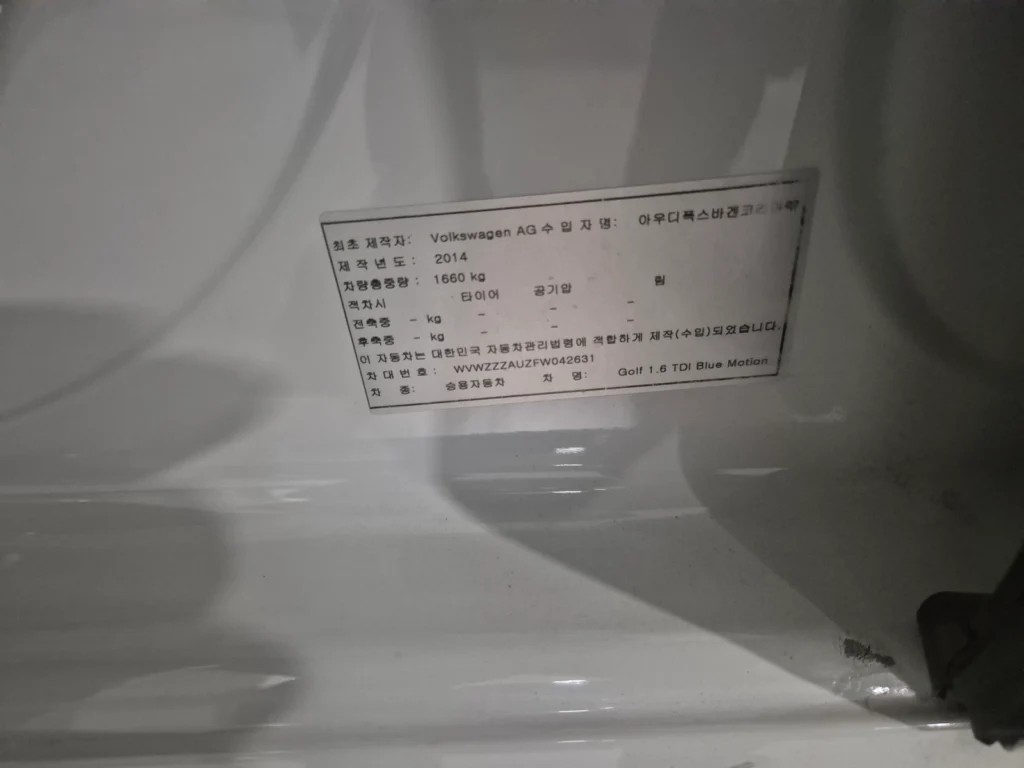 최초 제작자: Volkswagen AG 수 입 자 명: 아우디폭스바겐코리아㈜
제 작 년 도 : 2014
차량총중량 : 1660 kg
적차시 타이어 공기압 림
전축중 - kg - - -
후축중 - kg - - -
이 자동차는 대한민국 자동차관리법령에 적합하게 제작(수입)되었습니다.
차 대 번 호 : WVWZZZAUZFW042631
차 종: 승용자동차 차 명: Golf 1.6 TDI Blue Motion